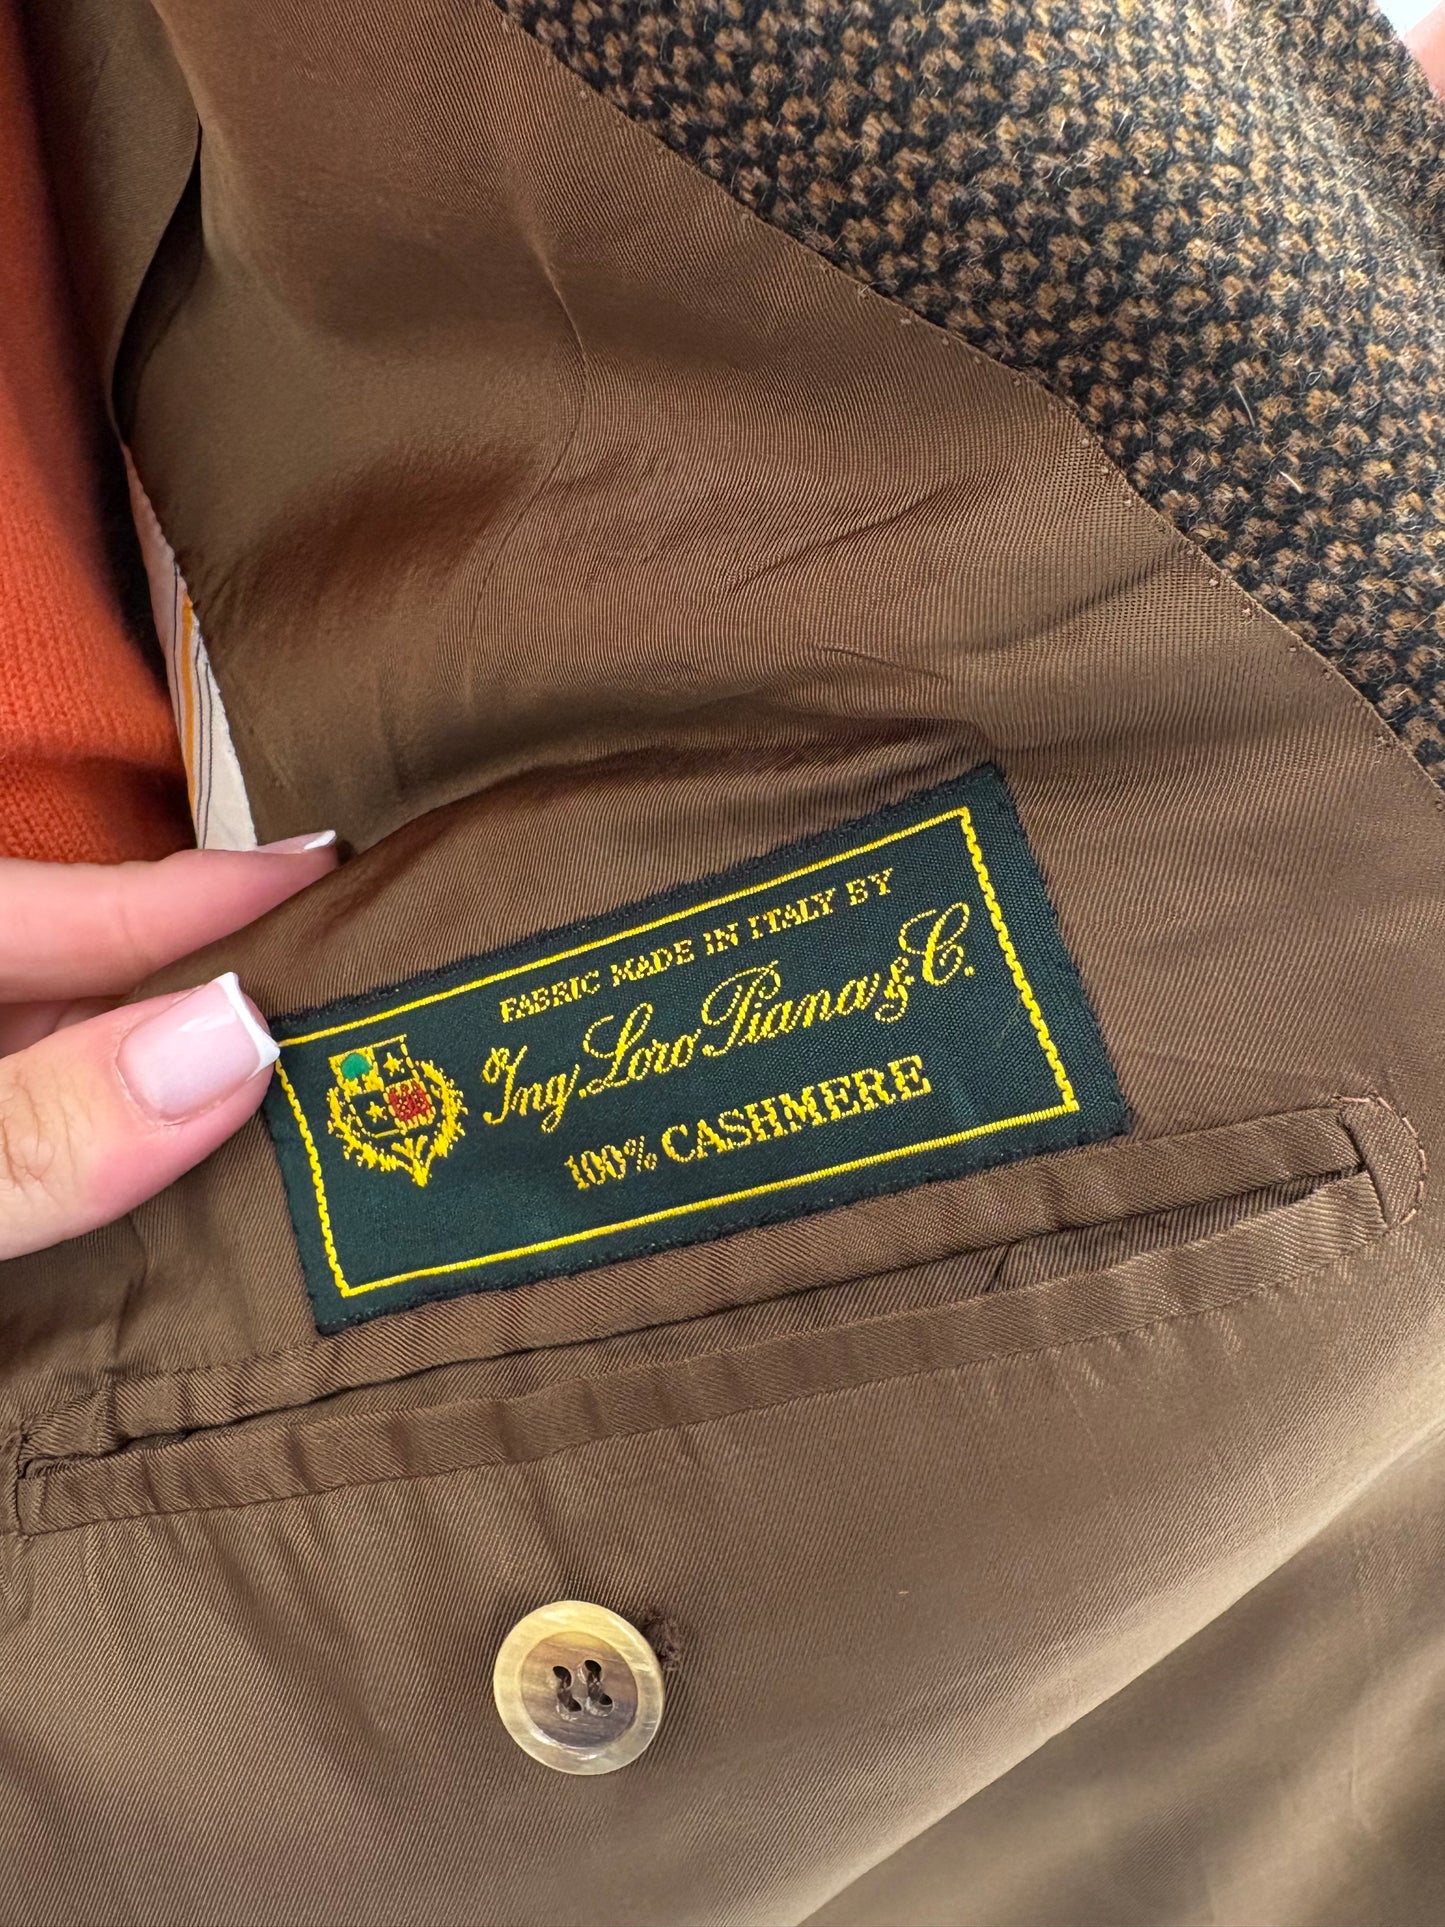 FABRIC MADE IN ITALY BY
Ing. Loro Piana & C.
100% CASHMERE